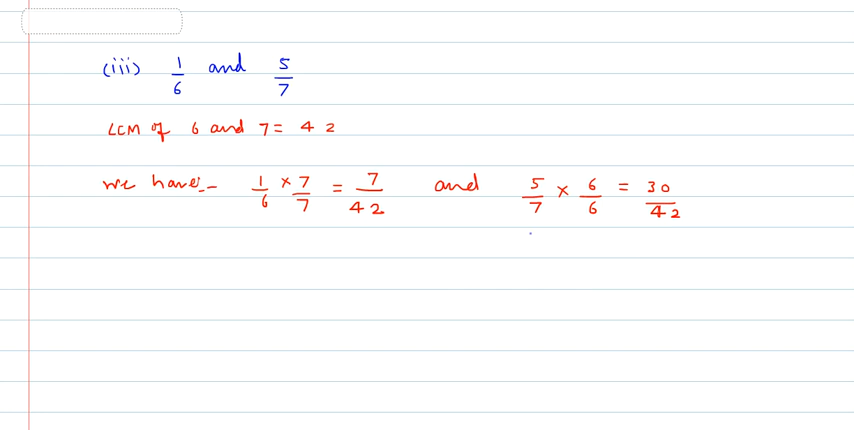 (iii) 1/6 and 5/7
LCM of 6 and 7 = 42
We have:- 1/6 × 7/7 = 7/42 and 5/7 × 6/6 = 30/42